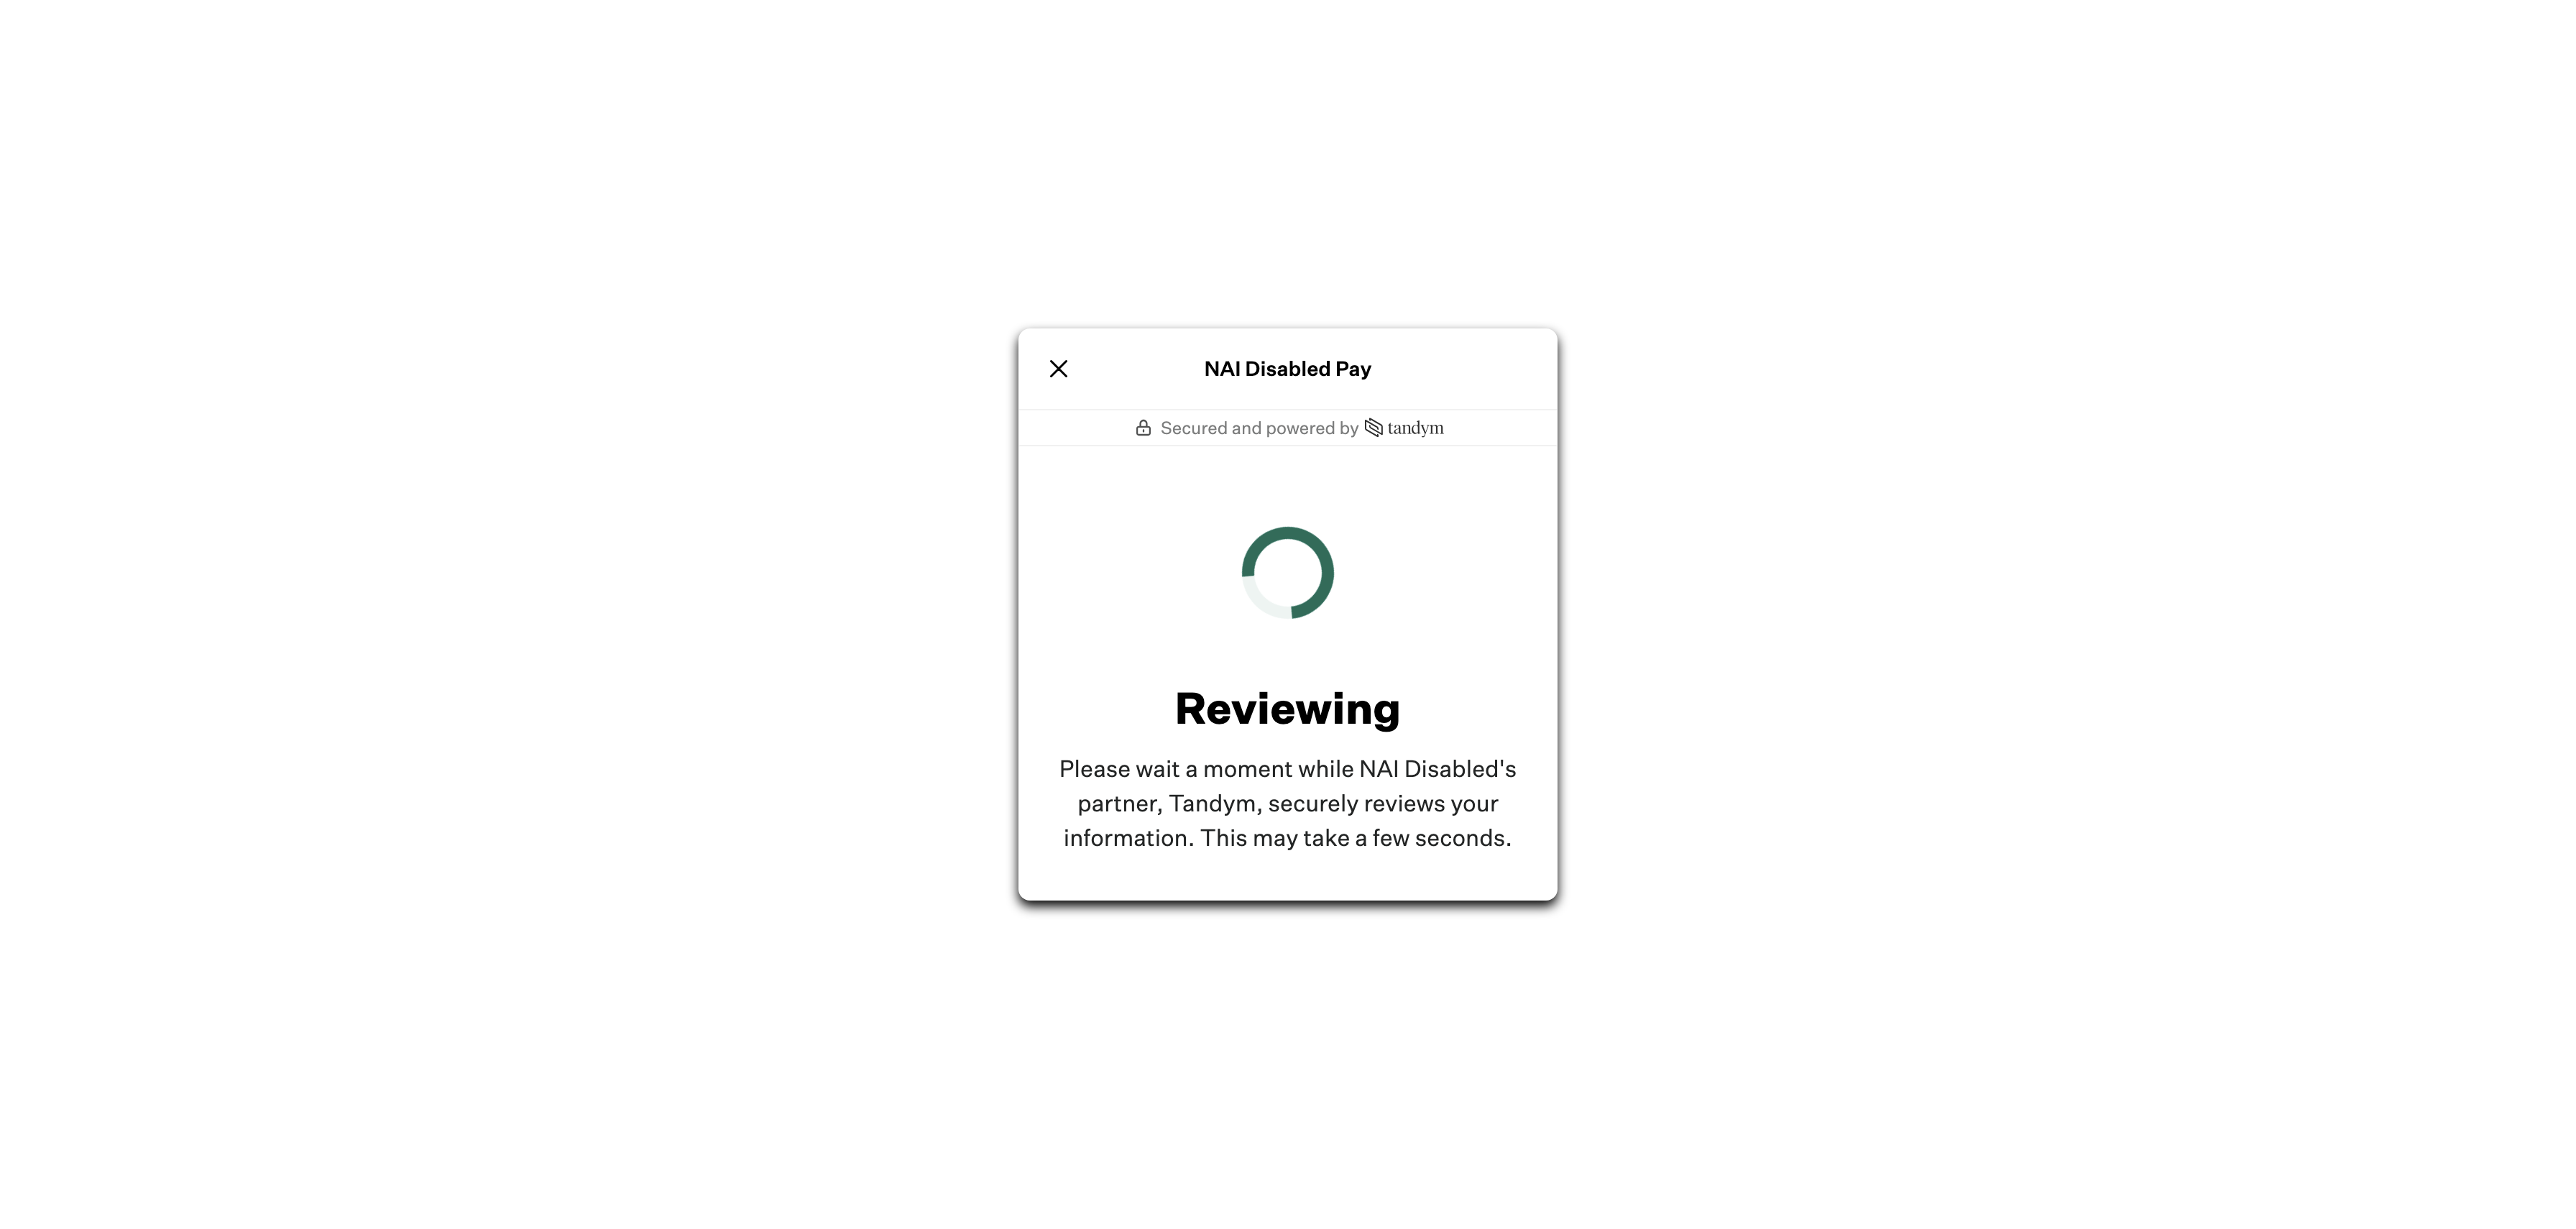 NAI Disabled Pay
Secured and powered by tandym
Reviewing
Please wait a moment while NAI Disabled's
partner, Tandym, securely reviews your
information. This may take a few seconds.